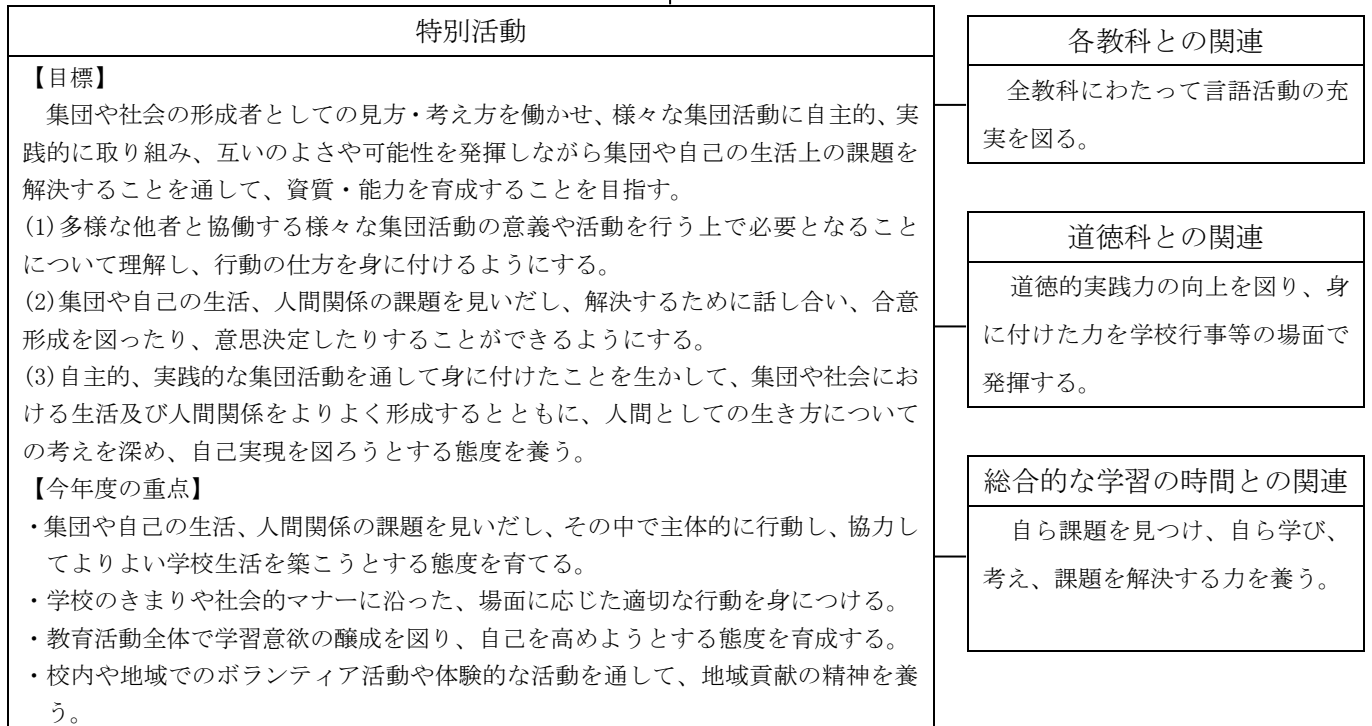 特別活動
【目標】
集団や社会の形成者としての見方・考え方を働かせ、様々な集団活動に自主的、実
践的に取り組み、互いのよさや可能性を発揮しながら集団や自己の生活上の課題を
解決することを通して、資質・能力を育成することを目指す。
(1)多様な他者と協働する様々な集団活動の意義や活動を行う上で必要となること
について理解し、行動の仕方を身に付けるようにする。
(2)集団や自己の生活、人間関係の課題を見いだし、解決するために話し合い、合意
形成を図ったり、意思決定したりすることができるようにする。
(3)自主的、実践的な集団活動を通して身に付けたことを生かして、集団や社会にお
ける生活及び人間関係をよりよく形成するとともに、人間としての生き方について
の考えを深め、自己実現を図ろうとする態度を養う。
【今年度の重点】
・集団や自己の生活、人間関係の課題を見いだし、その中で主体的に行動し、協力し
てよりよい学校生活を築こうとする態度を育てる。
・学校のきまりや社会的マナーに沿った、場面に応じた適切な行動を身につける。
・教育活動全体で学習意欲の醸成を図り、自己を高めようとする態度を育成する。
・校内や地域でのボランティア活動や体験的な活動を通して、地域貢献の精神を養
う。
各教科との関連
全教科にわたって言語活動の充
実を図る。
道徳科との関連
道徳的実践力の向上を図り、身
に付けた力を学校行事等の場面で
発揮する。
総合的な学習の時間との関連
自ら課題を見つけ、自ら学び、
考え、課題を解決する力を養う。